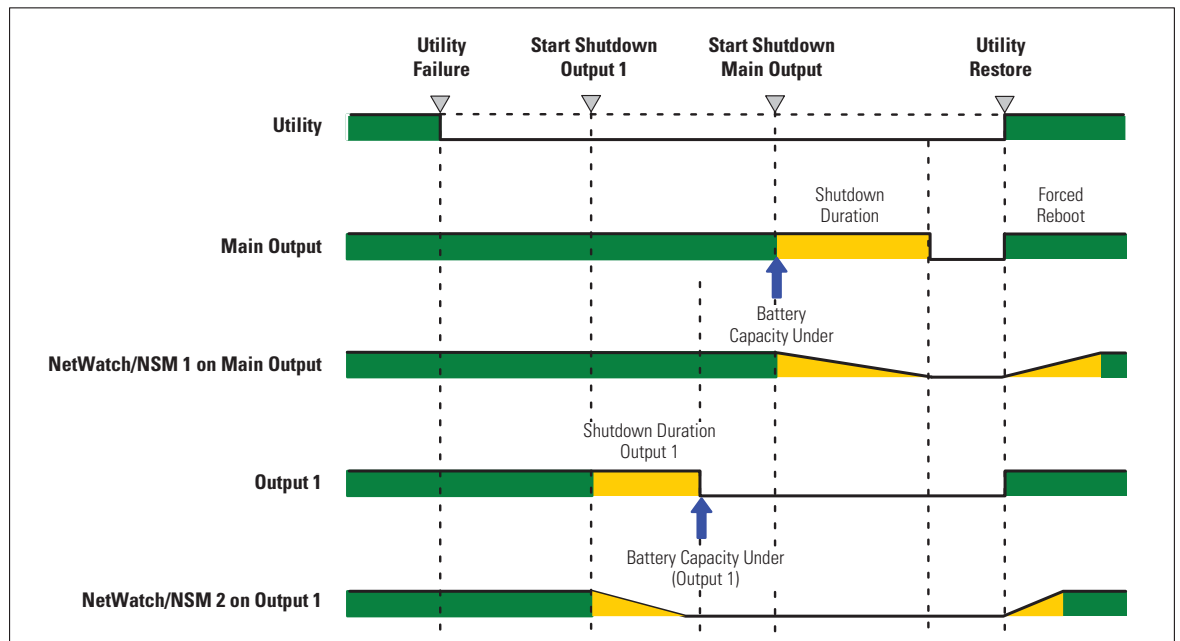 Utility
Failure
Start Shutdown
Output 1
Start Shutdown
Main Output
Utility
Restore
Utility
Shutdown
Duration
Forced
Reboot
Main Output
Battery
Capacity Under
NetWatch/NSM 1 on Main Output
Shutdown Duration
Output 1
Output 1
Battery Capacity Under
(Output 1)
NetWatch/NSM 2 on Output 1